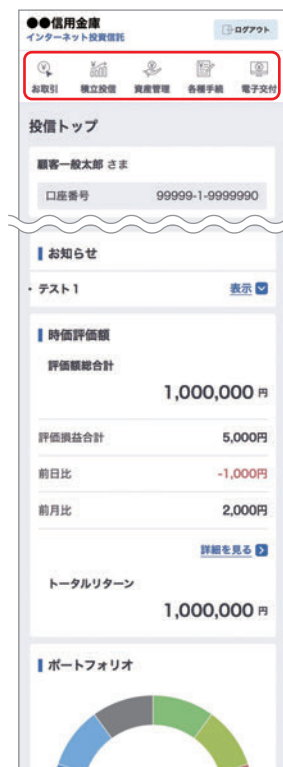 ●●信用金庫
インターネット投資信託
ログアウト
お取引 積立投信 資産管理 各種手続 電子交付
投信トップ
顧客一般太郎 さま
口座番号 99999-1-9999990
お知らせ
・テスト1 表示
時価評価額
評価額総合計
1,000,000 円
評価損益合計 5,000円
前日比 -1,000円
前月比 2,000円
詳細を見る
トータルリターン
1,000,000 円
ポートフォリオ